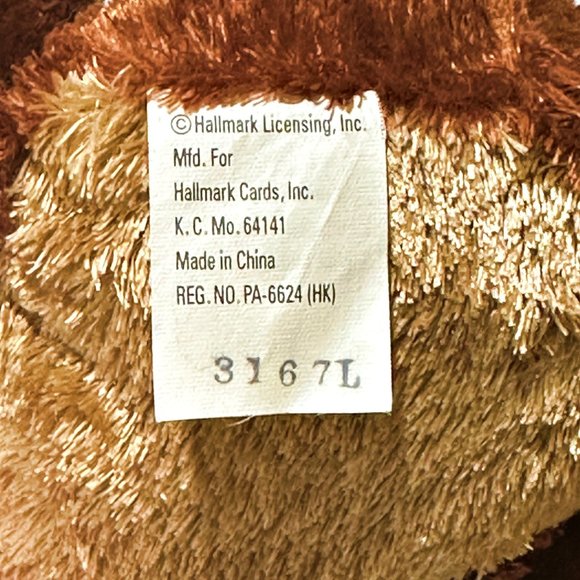 ©Hallmark Licensing, Inc.
Mfd. For
Hallmark Cards, Inc.
K.C. Mo. 64141
Made in China
REG. NO. PA-6624 (HK)
3167L